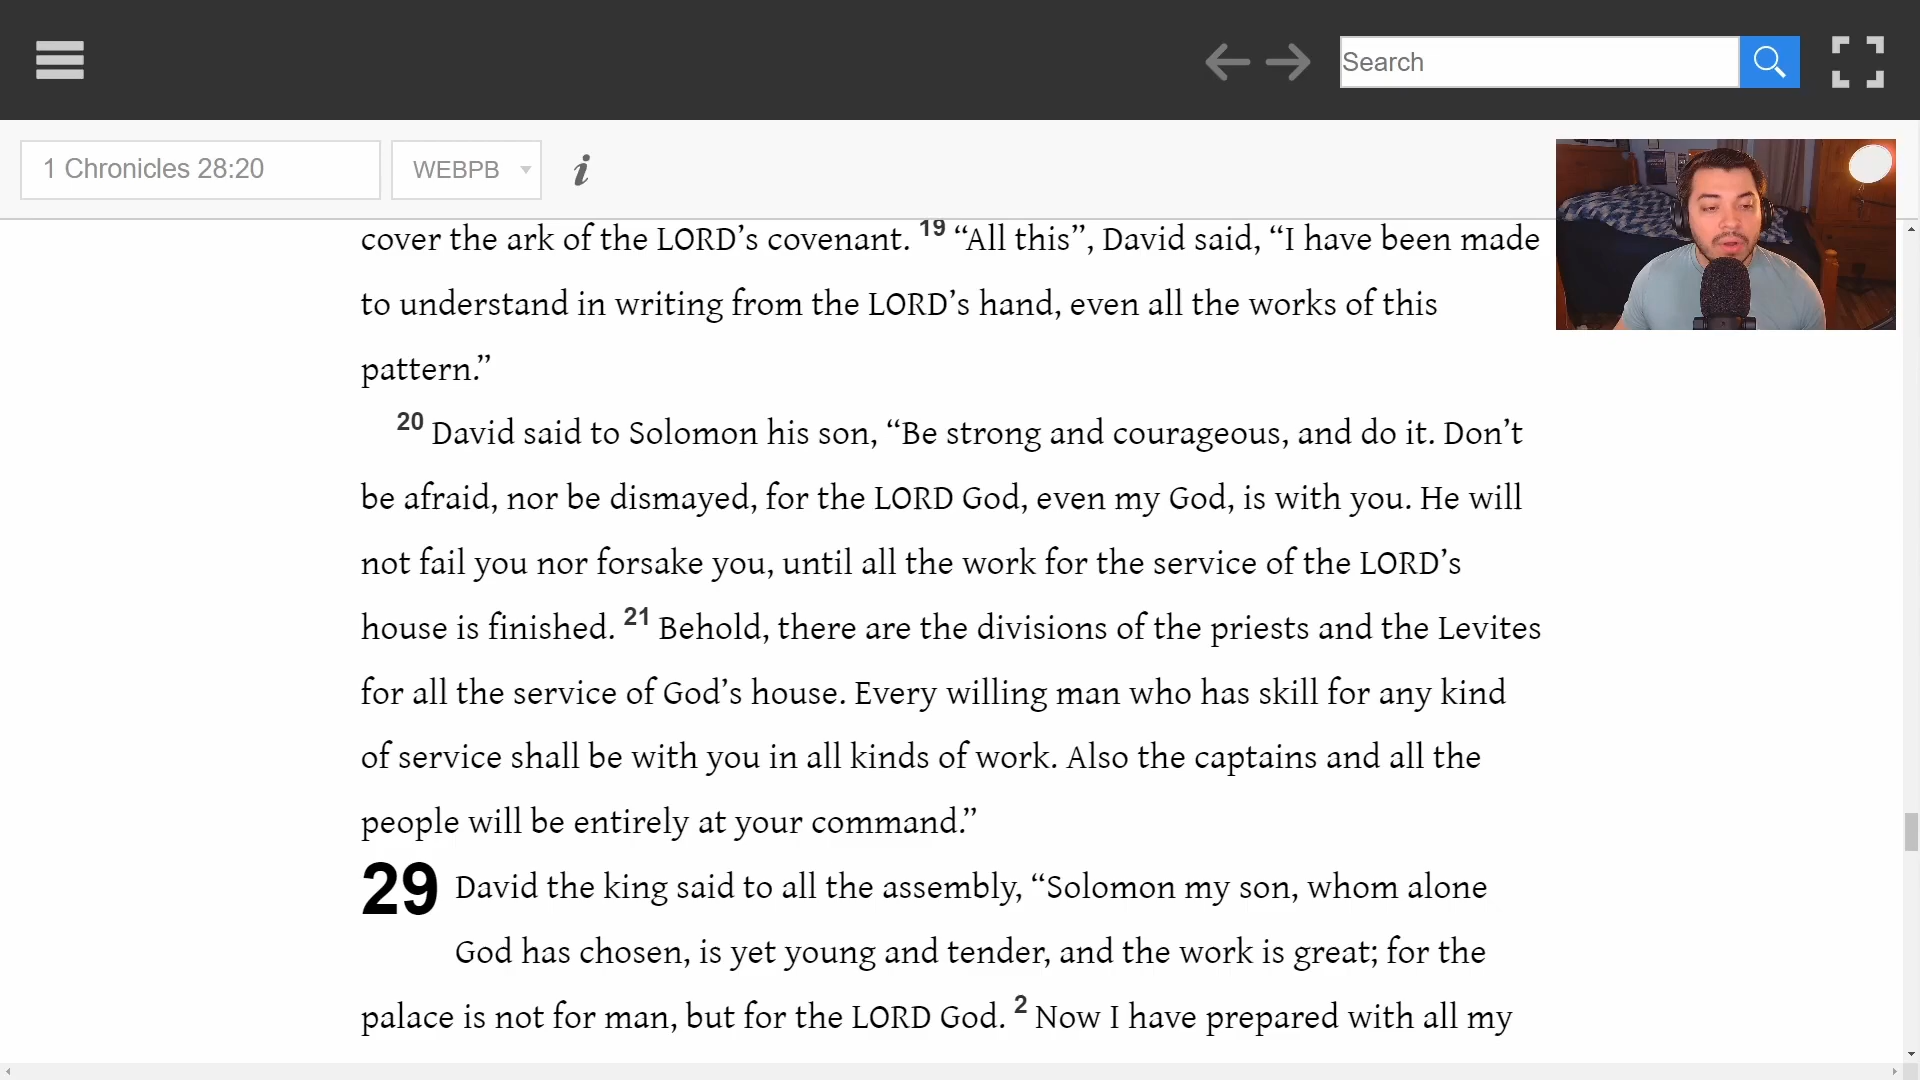 Search
1 Chronicles 28:20
WEBPB
i
cover the ark of the LORD’s covenant. 19 “All this”, David said, “I have been made
to understand in writing from the LORD’s hand, even all the works of this
pattern.”
20 David said to Solomon his son, “Be strong and courageous, and do it. Don’t
be afraid, nor be dismayed, for the LORD God, even my God, is with you. He will
not fail you nor forsake you, until all the work for the service of the LORD’s
house is finished. 21 Behold, there are the divisions of the priests and the Levites
for all the service of God’s house. Every willing man who has skill for any kind
of service shall be with you in all kinds of work. Also the captains and all the
people will be entirely at your command.”
29 David the king said to all the assembly, “Solomon my son, whom alone
God has chosen, is yet young and tender, and the work is great; for the
palace is not for man, but for the LORD God. 2 Now I have prepared with all my